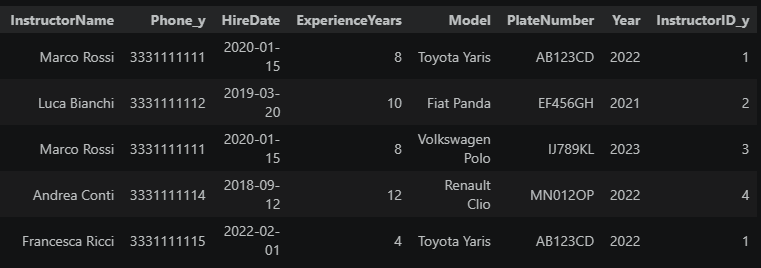 InstructorName Phone_y HireDate ExperienceYears Model PlateNumber Year InstructorID_y
Marco Rossi 3331111111 2020-01-15 8 Toyota Yaris AB123CD 2022 1
Luca Bianchi 3331111112 2019-03-20 10 Fiat Panda EF456GH 2021 2
Marco Rossi 3331111111 2020-01-15 8 Volkswagen Polo IJ789KL 2023 3
Andrea Conti 3331111114 2018-09-12 12 Renault Clio MN012OP 2022 4
Francesca Ricci 3331111115 2022-02-01 4 Toyota Yaris AB123CD 2022 1